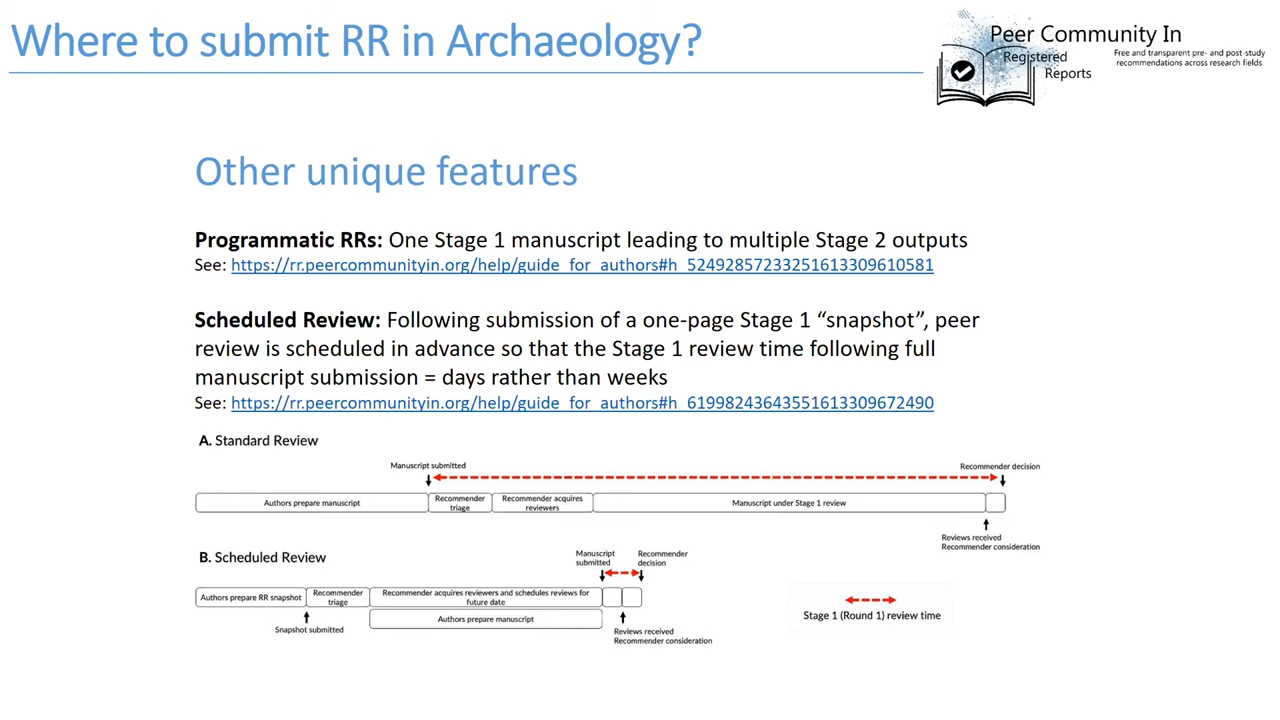 Where to submit RR in Archaeology?
Peer Community In
Registered
Reports
Free and transparent pre- and post-study
recommendations across research fields
Other unique features
Programmatic RRs: One Stage 1 manuscript leading to multiple Stage 2 outputs
See: https://rr.peercommunityin.org/help/guide_for_authors#h_52492857233251613309610581
Scheduled Review: Following submission of a one-page Stage 1 “snapshot”, peer
review is scheduled in advance so that the Stage 1 review time following full
manuscript submission = days rather than weeks
See: https://rr.peercommunityin.org/help/guide_for_authors#h_61998243643551613309672490
A. Standard Review
Manuscript submitted
Recommender decision
Authors prepare manuscript
Recommender
triage
Recommender acquires
reviewers
Manuscript under Stage 1 review
Reviews received
Recommender consideration
B. Scheduled Review
Manuscript
submitted
Recommender
decision
Authors prepare RR snapshot
Recommender
triage
Recommender acquires reviewers and schedules reviews for
future date
Authors prepare manuscript
Snapshot submitted
Reviews received
Recommender consideration
Stage 1 (Round 1) review time